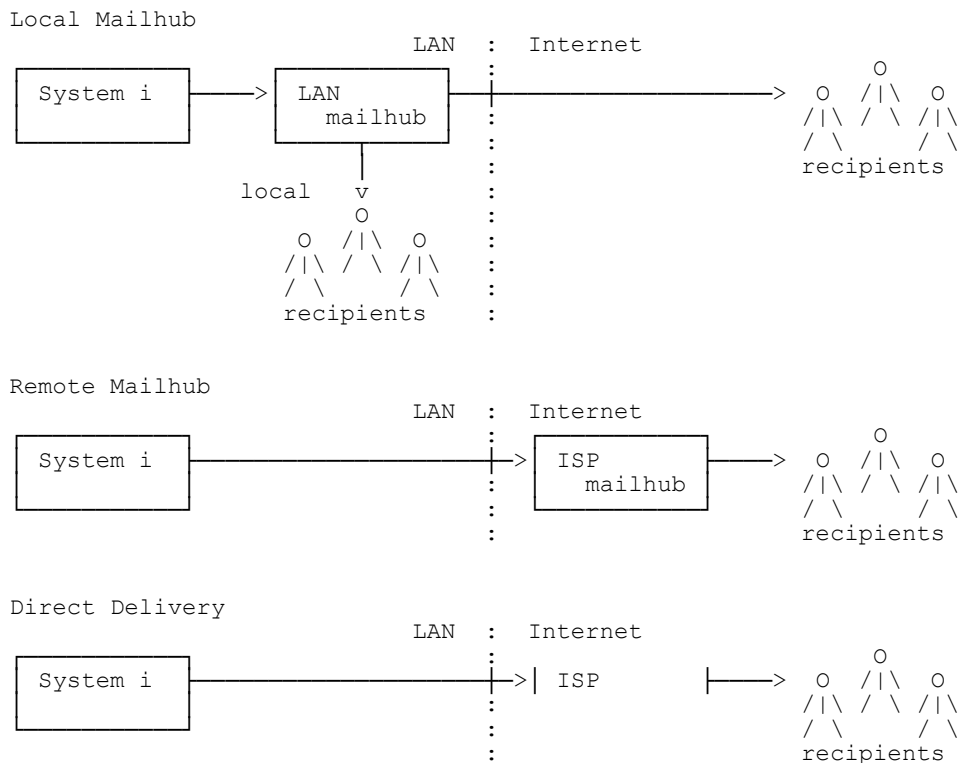 Local Mailhub
LAN : Internet
System i
LAN
mailhub
recipients
local v
recipients
Remote Mailhub
LAN : Internet
System i
ISP
mailhub
recipients
Direct Delivery
LAN : Internet
System i
ISP
recipients